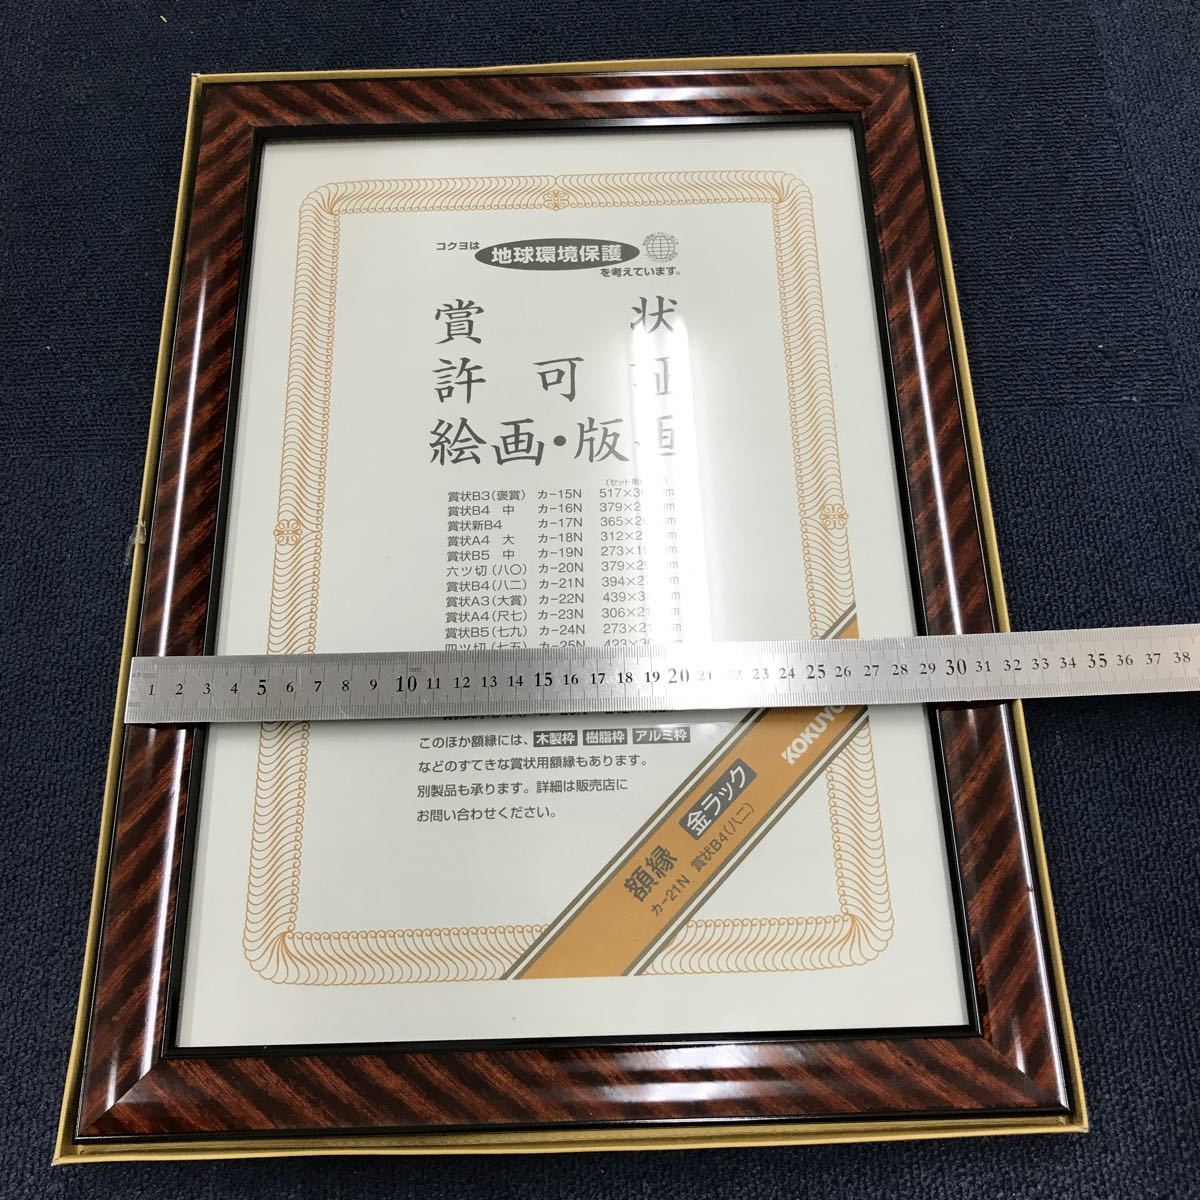 コクヨは 地球環境保護
を考えています。
賞 状
許 可 証
絵画・版画
賞状B3(褒賞) カ-15N 517×
賞状B4 中 カ-16N 379×
賞状新B4 カ-17N 365×
賞状A4 大 カ-18N 312×
賞状B5 中 カ-19N 273×
六ツ切(八〇) カ-20N 379×
賞状B4(八二) カ-21N 394×
賞状A3(大賞) カ-22N 439×
賞状A4(尺七) カ-23N 306×
賞状B5(七九) カ-24N 273×
四ツ切(七五) カ-25N 423×
1 2 3 4 5 6 7 8 9 10 11 12 13 14 15 16 17 18 19 20 21 22 23 24 25 26 27 28 29 30 31 32 33 34 35 36 37 38
このほか額縁には、木製枠 樹脂枠 アルミ枠
などのすてきな賞状用額縁もあります。
別製品も承ります。詳細は販売店に
お問い合わせください。
額縁 金ラック
カ-21N 賞状B4(八二)